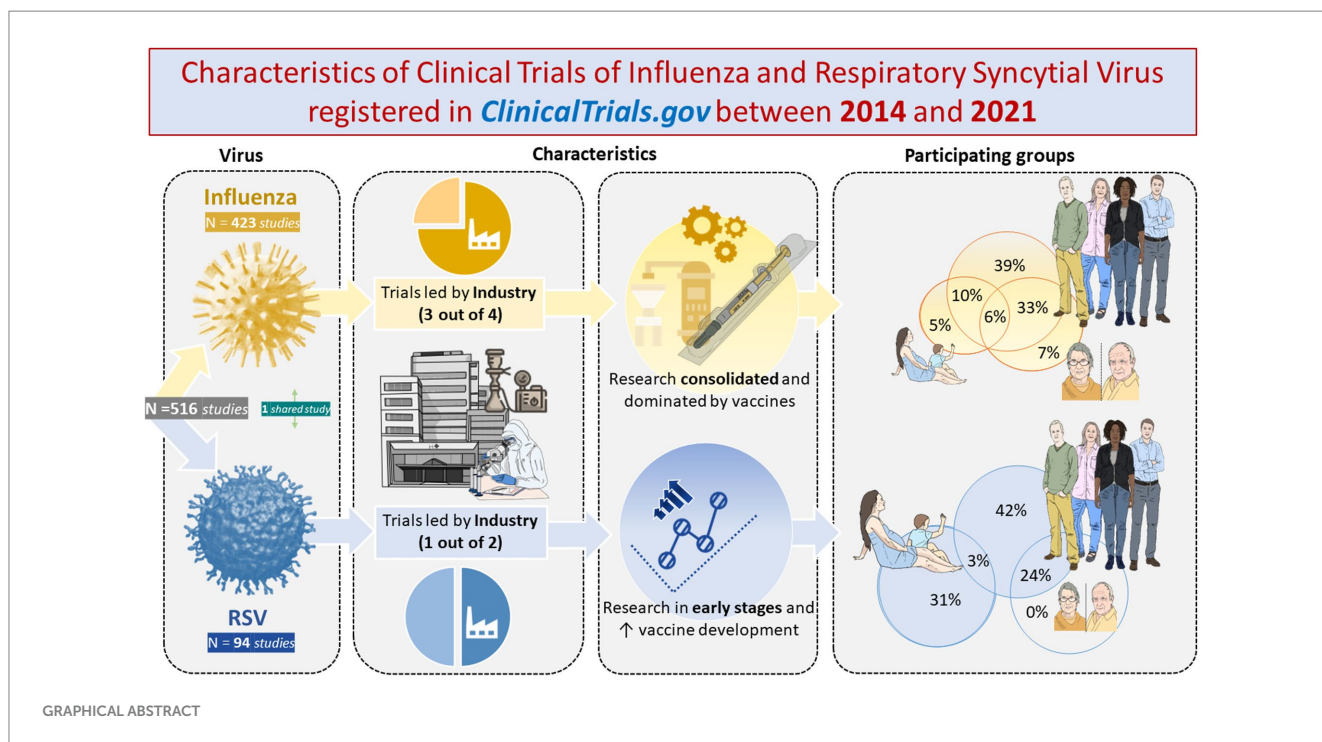 Characteristics of Clinical Trials of Influenza and Respiratory Syncytial Virus
registered in ClinicalTrials.gov between 2014 and 2021
Virus
Characteristics
Participating groups
Influenza
N = 423 studies
Trials led by Industry
(3 out of 4)
Research consolidated and
dominated by vaccines
39%
10%
33%
6%
5%
7%
N =516 studies
1 shared study
RSV
N = 94 studies
Trials led by Industry
(1 out of 2)
Research in early stages and
↑ vaccine development
42%
3%
24%
31%
0%
GRAPHICAL ABSTRACT